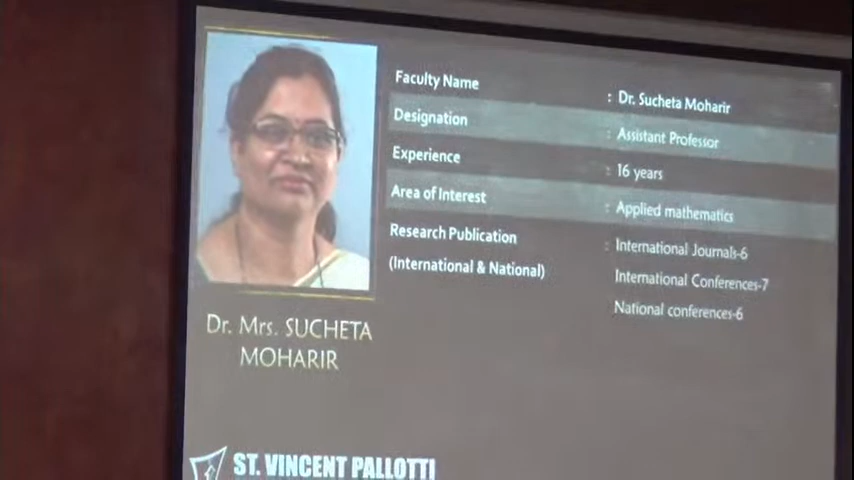 Faculty Name : Dr. Sucheta Moharir
Designation : Assistant Professor
Experience : 16 years
Area of Interest : Applied mathematics
Research Publication : International Journals-6
(International & National) International Conferences-7
National conferences-6
Dr. Mrs. SUCHETA
MOHARIR
ST. VINCENT PALLOTTI